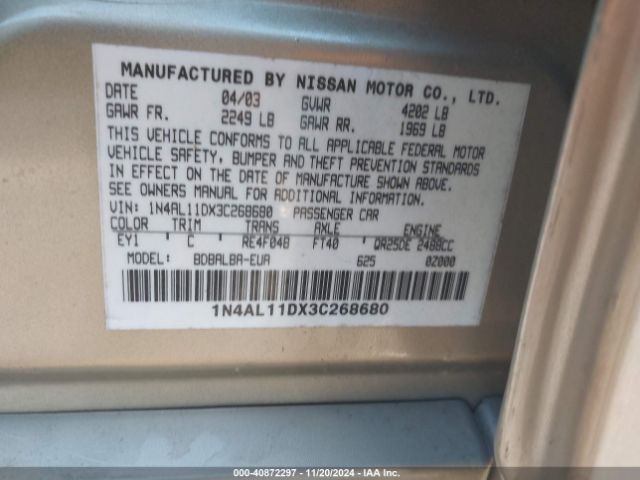 MANUFACTURED BY NISSAN MOTOR CO., LTD.
DATE 04/03 GVWR 4202 LB
GAWR FR. 2249 LB GAWR RR. 1969 LB
THIS VEHICLE CONFORMS TO ALL APPLICABLE FEDERAL MOTOR
VEHICLE SAFETY, BUMPER AND THEFT PREVENTION STANDARDS
IN EFFECT ON THE DATE OF MANUFACTURE SHOWN ABOVE.
SEE OWNERS MANUAL FOR ADDITIONAL INFORMATION.
VIN: 1N4AL11DX3C268680 PASSENGER CAR
COLOR TRIM TRANS AXLE ENGINE
EY1 C RE4F04B FT40 QR25DE 2488CC
MODEL: BDBALBA-EUA 625 0Z000
1N4AL11DX3C268680
000-40872297 - 11/20/2024 - IAA Inc.